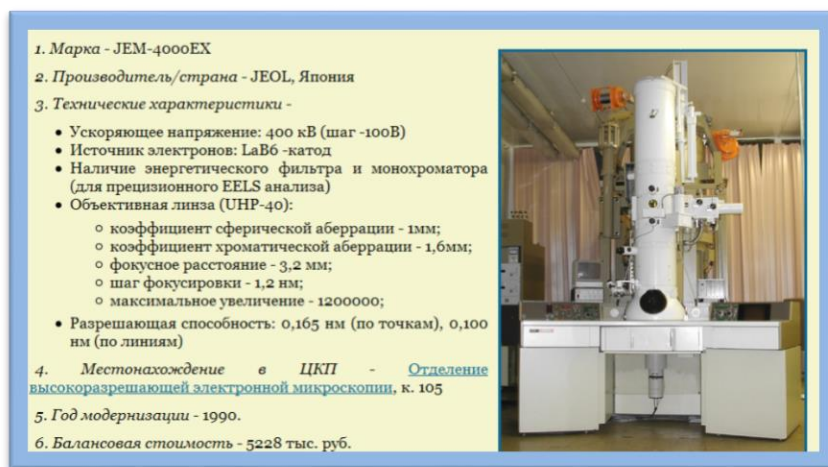 1. Марка - JEM-4000EX
2. Производитель/страна - JEOL, Япония
3. Технические характеристики -
• Ускоряющее напряжение: 400 кВ (шаг -100В)
• Источник электронов: LaB6 -катод
• Наличие энергетического фильтра и монохроматора
(для прецизионного EELS анализа)
• Объективная линза (UHP-40):
○ коэффициент сферической аберрации - 1мм;
○ коэффициент хроматической аберрации - 1,6мм;
○ фокусное расстояние - 3,2 мм;
○ шаг фокусировки - 1,2 нм;
○ максимальное увеличение - 1200000;
• Разрешающая способность: 0,165 нм (по точкам), 0,100
нм (по линиям)
4. Местонахождение в ЦКП - Отделение
высокоразрешающей электронной микроскопии, к. 105
5. Год модернизации - 1990.
6. Балансовая стоимость - 5228 тыс. руб.